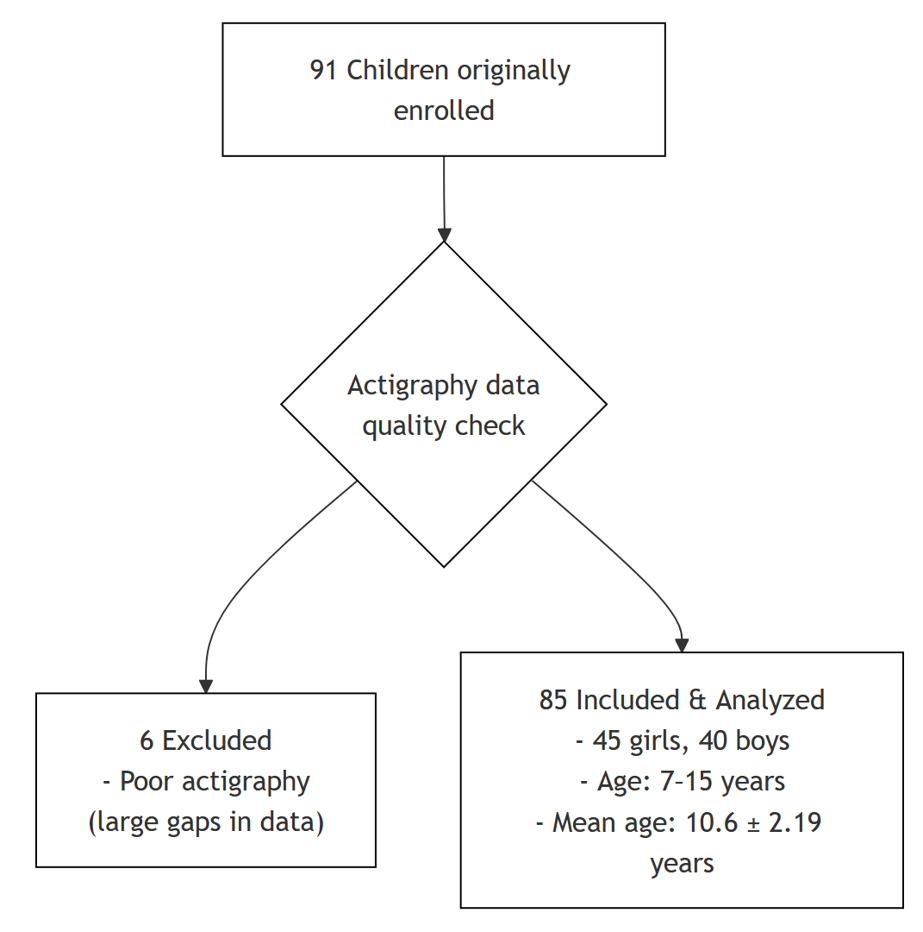 91 Children originally
enrolled
Actigraphy data
quality check
6 Excluded
- Poor actigraphy
(large gaps in data)
85 Included & Analyzed
- 45 girls, 40 boys
- Age: 7–15 years
- Mean age: 10.6 ± 2.19
years